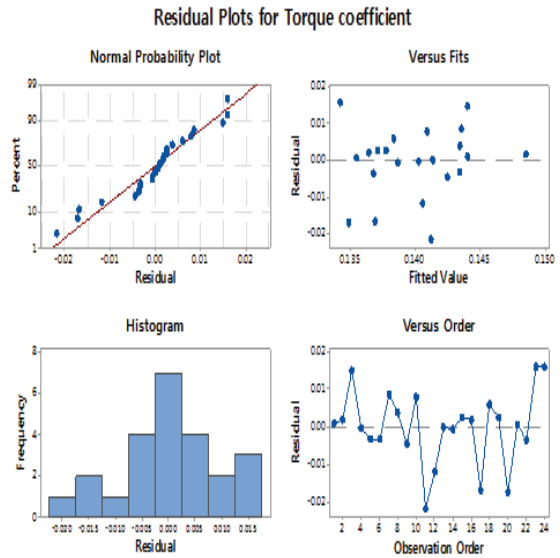 Residual Plots for Torque coefficient
Normal Probability Plot
99
90
50
10
1
Percent
-0.02 -0.01 0.00 0.01 0.02
Residual
Versus Fits
0.02
0.01
0.00
-0.01
-0.02
Residual
0.135 0.140 0.145 0.150
Fitted Value
Histogram
8
6
4
2
0
Frequency
-0.020 -0.015 -0.010 -0.005 0.000 0.005 0.010 0.015
Residual
Versus Order
0.02
0.01
0.00
-0.01
-0.02
Residual
2 4 6 8 10 12 14 16 18 20 22 24
Observation Order